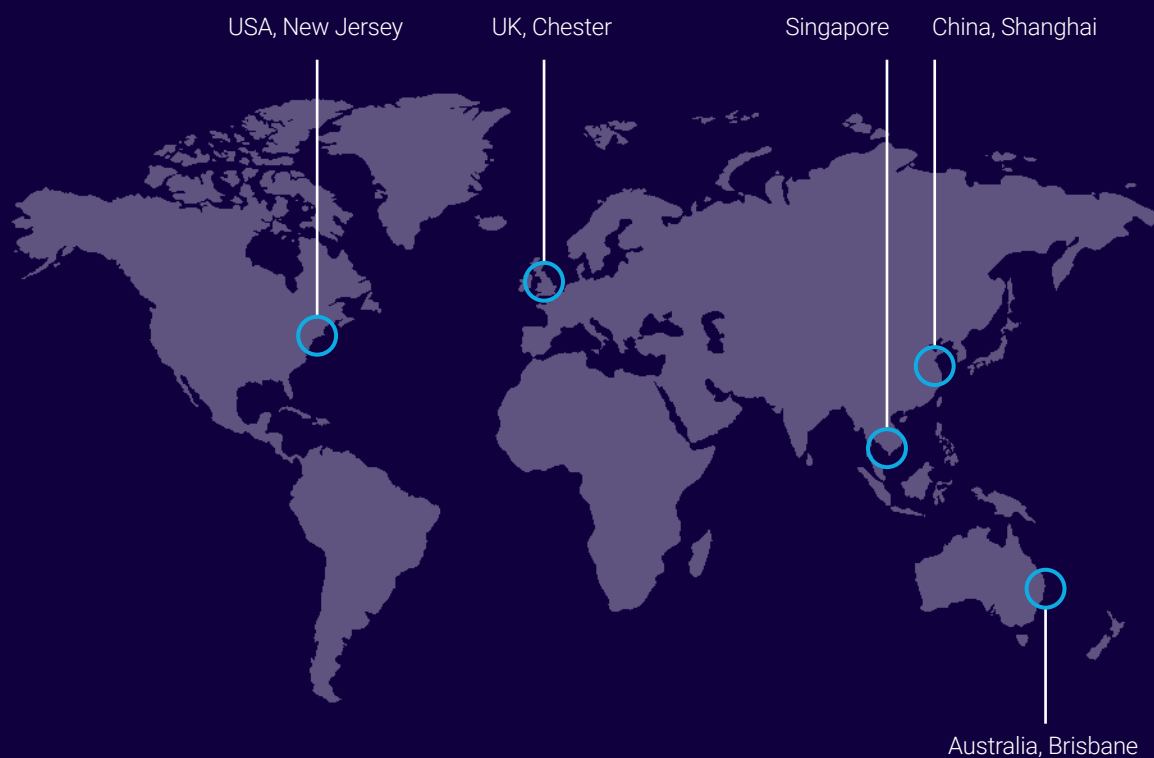 USA, New Jersey
UK, Chester
Singapore
China, Shanghai
Australia, Brisbane